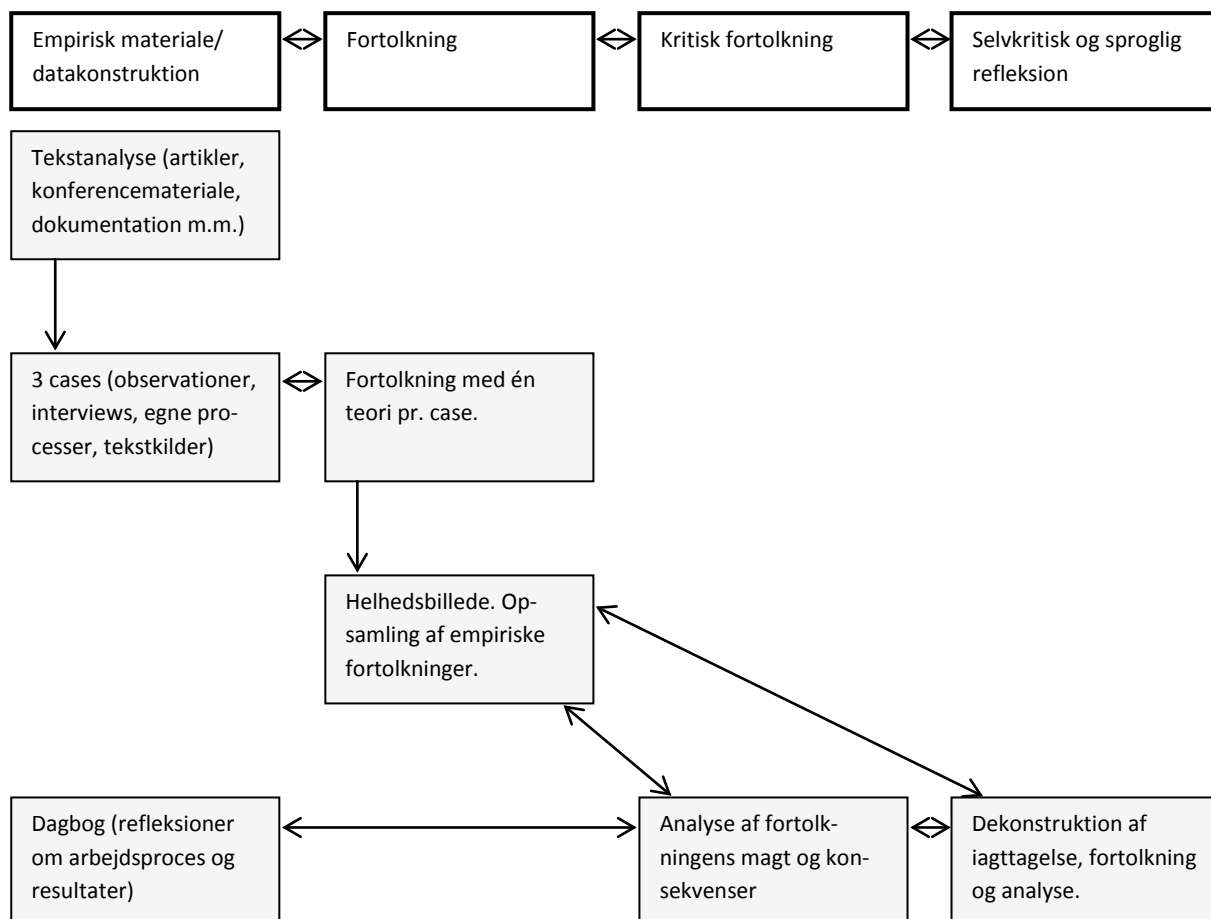 Empirisk materiale/
datakonstruktion
Fortolkning
Kritisk fortolkning
Selvkritisk og sproglig
refleksion
Tekstanalyse (artikler,
konferencemateriale,
dokumentation m.m.)
3 cases (observationer,
interviews, egne pro-
cesser, tekstkilder)
Fortolkning med én
teori pr. case.
Helhedsbillede. Op-
samling af empiriske
fortolkninger.
Dagbog (refleksioner
om arbejdsproces og
resultater)
Analyse af fortolk-
ningens magt og kon-
sekvenser
Dekonstruktion af
iagttagelse, fortolkning
og analyse.